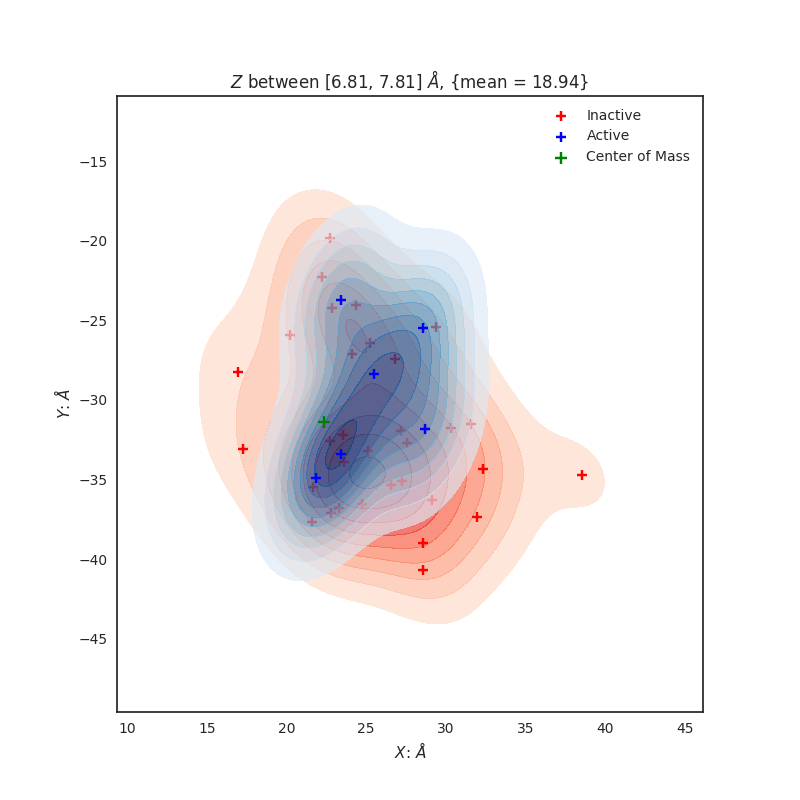 Z between [6.81, 7.81] Å, {mean = 18.94}
Inactive
Active
Center of Mass
−15
−20
−25
−30
−35
−40
−45
Y: Å
10 15 20 25 30 35 40 45
X: Å